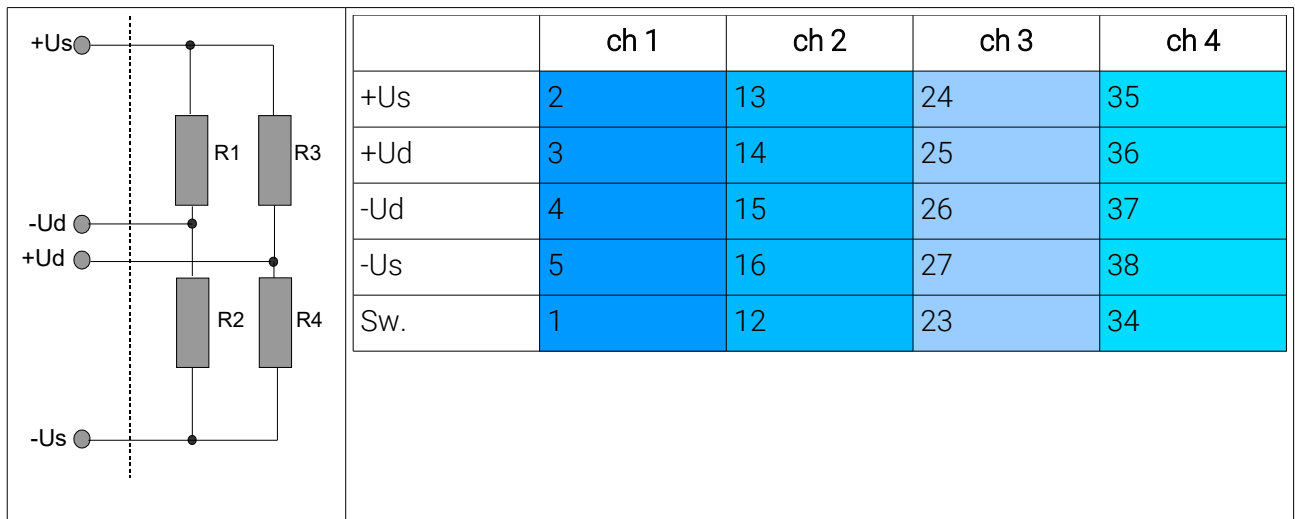 +Us
R1
R3
-Ud
+Ud
R2
R4
-Us
ch 1 ch 2 ch 3 ch 4
+Us 2 13 24 35
+Ud 3 14 25 36
-Ud 4 15 26 37
-Us 5 16 27 38
Sw. 1 12 23 34